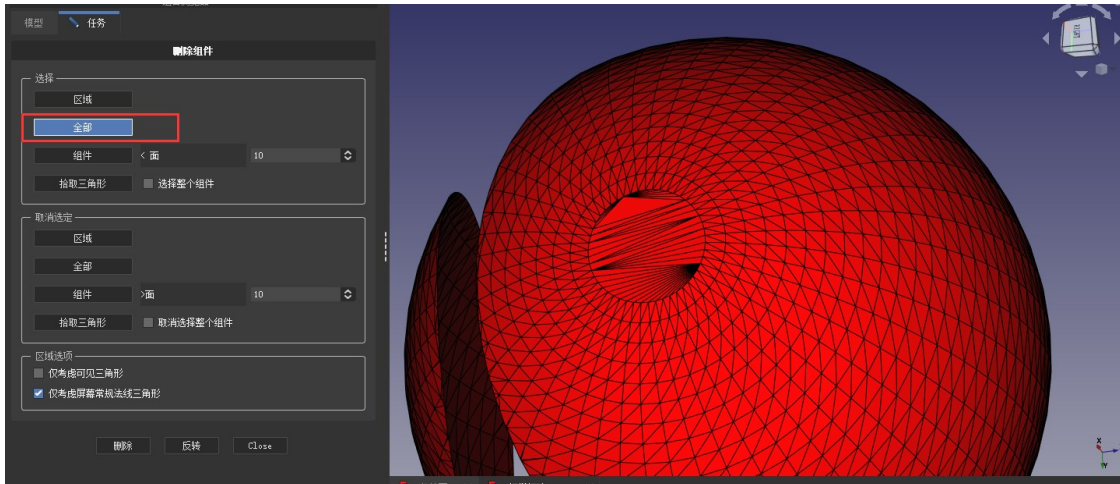 模型
任务
删除组件
选择
区域
全部
组件 < 面 10
拾取三角形 选择整个组件
取消选定
区域
全部
组件 >面 10
拾取三角形 取消选择整个组件
区域选项
仅考虑可见三角形
仅考虑屏幕常规法线三角形
删除 反转 Close
X
Y